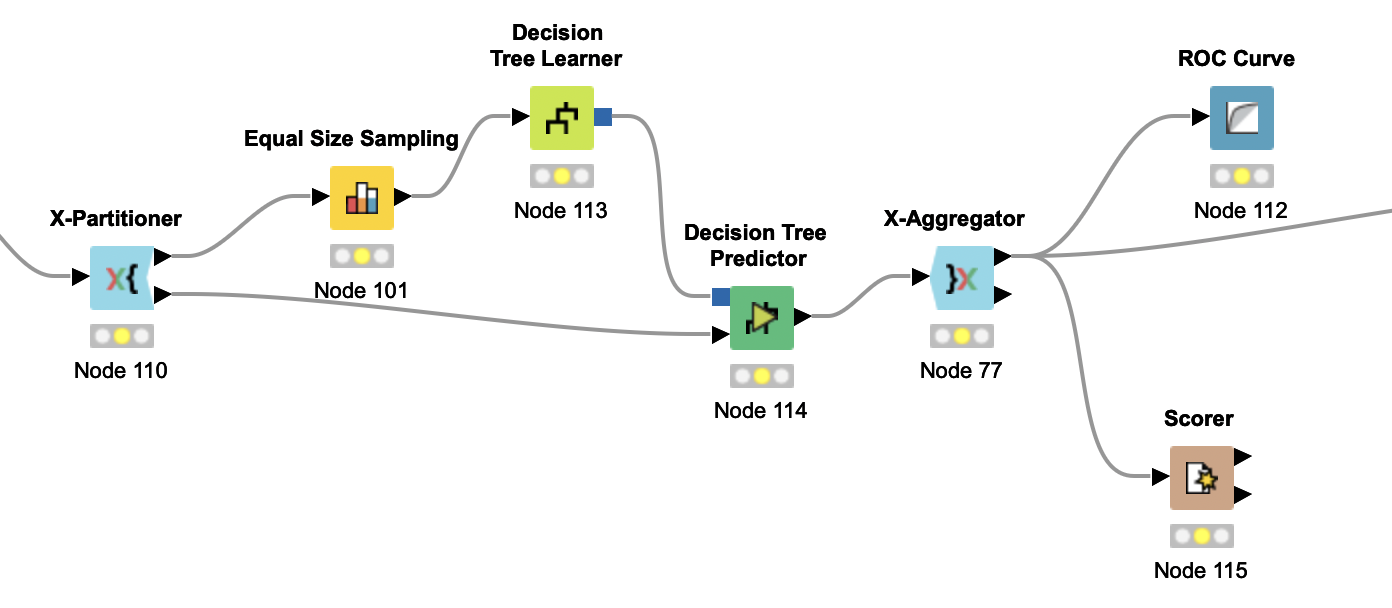 Decision
Tree Learner
Node 113
ROC Curve
Node 112
Equal Size Sampling
Node 101
X-Partitioner
X{
Node 110
Decision Tree
Predictor
Node 114
X-Aggregator
}X
Node 77
Scorer
Node 115